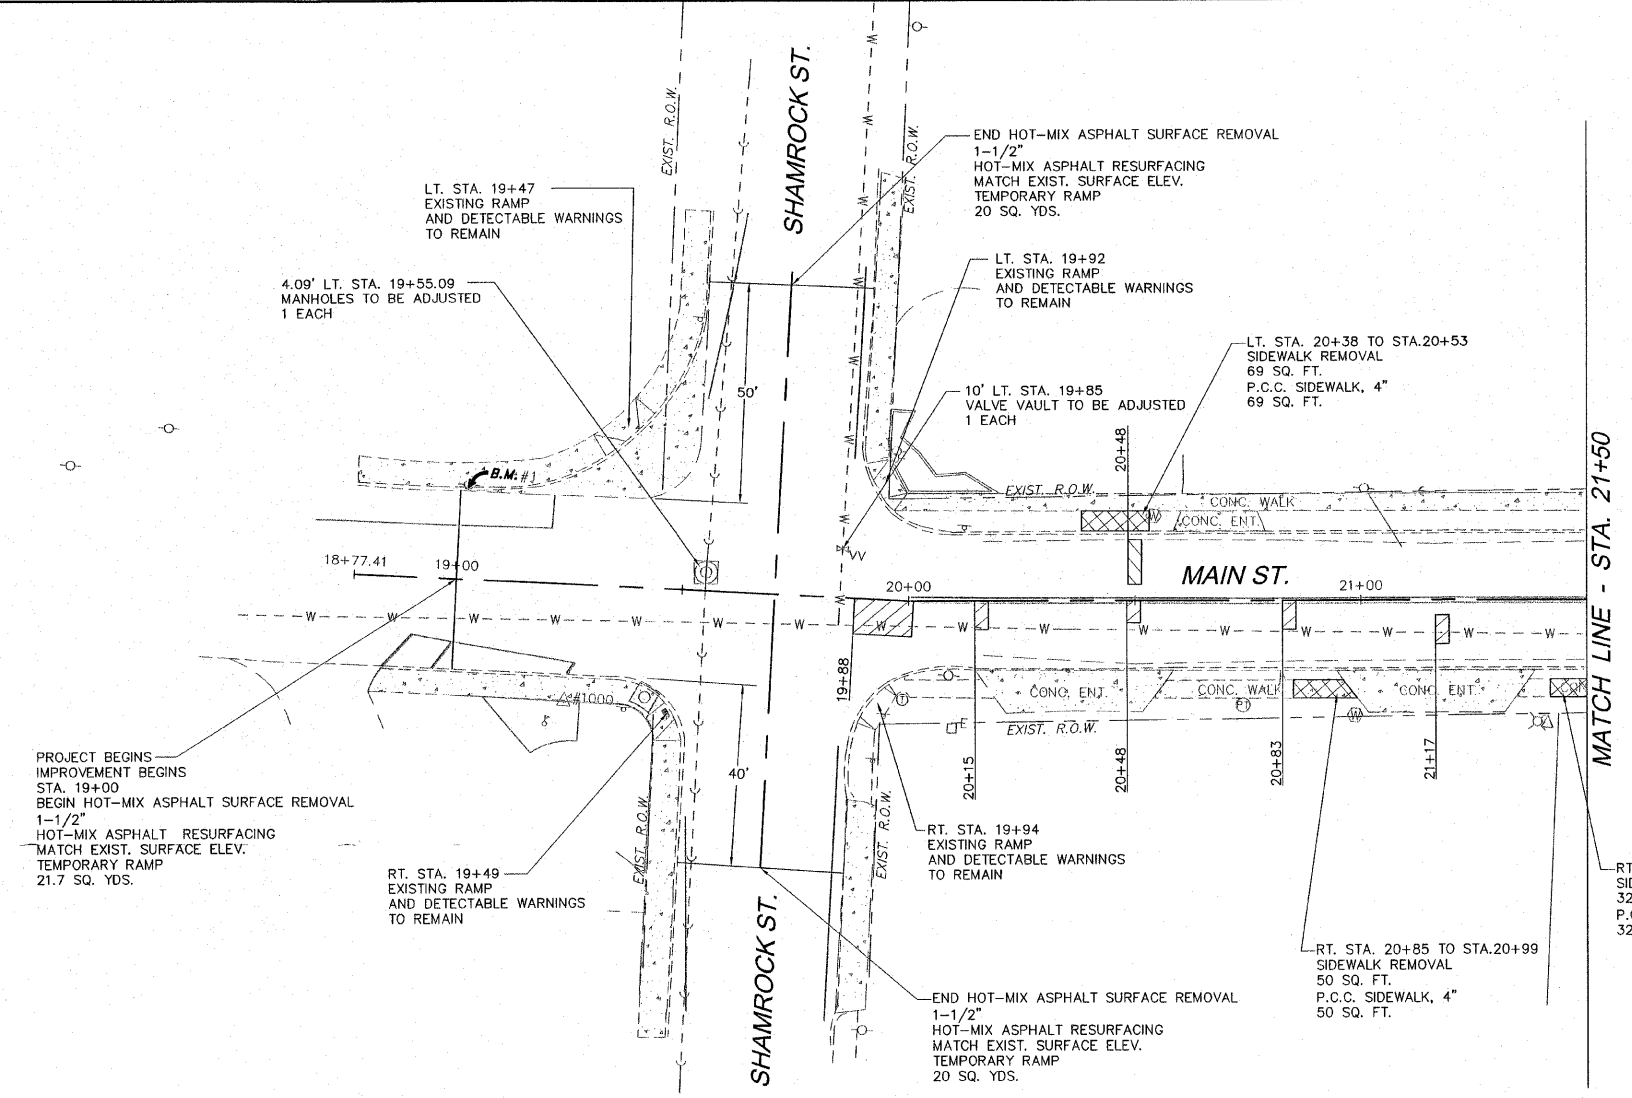 SHAMROCK ST.
EXIST. R.O.W.
EXIST. R.O.W.
END HOT-MIX ASPHALT SURFACE REMOVAL
1-1/2"
HOT-MIX ASPHALT RESURFACING
MATCH EXIST. SURFACE ELEV.
TEMPORARY RAMP
20 SQ. YDS.
LT. STA. 19+47
EXISTING RAMP
AND DETECTABLE WARNINGS
TO REMAIN
4.09' LT. STA. 19+55.09
MANHOLES TO BE ADJUSTED
1 EACH
LT. STA. 19+92
EXISTING RAMP
AND DETECTABLE WARNINGS
TO REMAIN
LT. STA. 20+38 TO STA.20+53
SIDEWALK REMOVAL
69 SQ. FT.
P.C.C. SIDEWALK, 4"
69 SQ. FT.
10' LT. STA. 19+85
VALVE VAULT TO BE ADJUSTED
1 EACH
50'
20+48
B.M. #1
EXIST. R.O.W.
CONC. WALK
CONC. ENT.
W
VV
MATCH LINE - STA. 21+50
18+77.41
19+00
20+00
MAIN ST.
21+00
W W W W W W W W W W W W W W W W
19+88
#1000
T
CONC. ENT.
CONC. WALK
PT
CONC. ENT.
W
CON
E
EXIST. R.O.W.
20+15
20+48
20+83
21+17
40'
PROJECT BEGINS
IMPROVEMENT BEGINS
STA. 19+00
BEGIN HOT-MIX ASPHALT SURFACE REMOVAL
1-1/2"
HOT-MIX ASPHALT RESURFACING
MATCH EXIST. SURFACE ELEV.
TEMPORARY RAMP
21.7 SQ. YDS.
EXIST. R.O.W.
EXIST. R.O.W.
RT. STA. 19+49
EXISTING RAMP
AND DETECTABLE WARNINGS
TO REMAIN
RT. STA. 19+94
EXISTING RAMP
AND DETECTABLE WARNINGS
TO REMAIN
RT
SID
32
P.C
32
SHAMROCK ST.
RT. STA. 20+85 TO STA.20+99
SIDEWALK REMOVAL
50 SQ. FT.
P.C.C. SIDEWALK, 4"
50 SQ. FT.
END HOT-MIX ASPHALT SURFACE REMOVAL
1-1/2"
HOT-MIX ASPHALT RESURFACING
MATCH EXIST. SURFACE ELEV.
TEMPORARY RAMP
20 SQ. YDS.